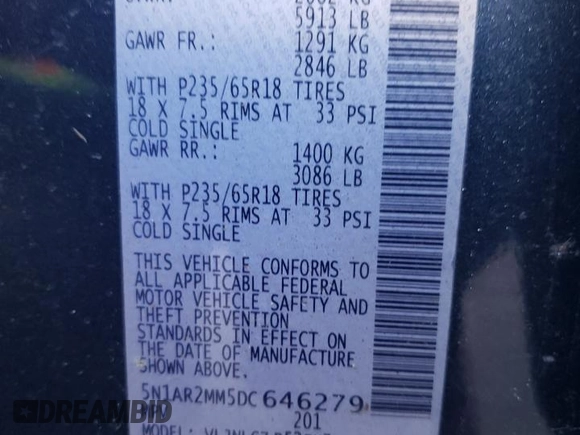 5913 LB
GAWR FR.: 1291 KG
2846 LB
WITH P235/65R18 TIRES
18 X 7.5 RIMS AT 33 PSI
COLD SINGLE
GAWR RR.: 1400 KG
3086 LB
WITH P235/65R18 TIRES
18 X 7.5 RIMS AT 33 PSI
COLD SINGLE
THIS VEHICLE CONFORMS TO
ALL APPLICABLE FEDERAL
MOTOR VEHICLE SAFETY AND
THEFT PREVENTION
STANDARDS IN EFFECT ON
THE DATE OF MANUFACTURE
SHOWN ABOVE.
5N1AR2MM5DC646279
201
DREAMBID